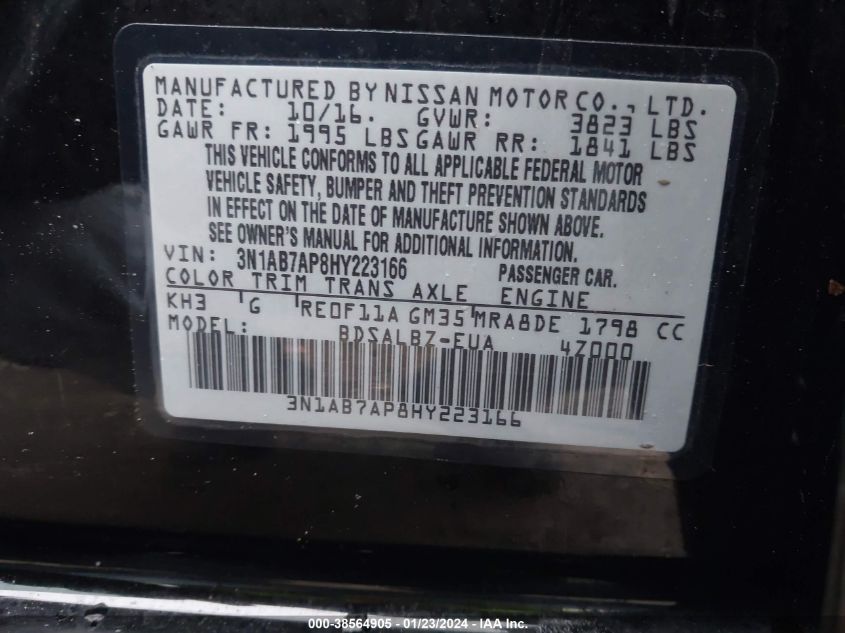 MANUFACTURED BY NISSAN MOTOR CO., LTD.
DATE: 10/16. GVWR: 3823 LBS
GAWR FR: 1995 LBS GAWR RR: 1841 LBS
THIS VEHICLE CONFORMS TO ALL APPLICABLE FEDERAL MOTOR
VEHICLE SAFETY, BUMPER AND THEFT PREVENTION STANDARDS
IN EFFECT ON THE DATE OF MANUFACTURE SHOWN ABOVE.
SEE OWNER'S MANUAL FOR ADDITIONAL INFORMATION.
VIN: 3N1AB7AP8HY223166 PASSENGER CAR.
COLOR TRIM TRANS AXLE ENGINE
KH3 G RE0F11A GM35 MRA8DE 1798 CC
MODEL: BDSALBZ-EUA 4Z000
3N1AB7AP8HY223166
000-38564905 - 01/23/2024 - IAA Inc.